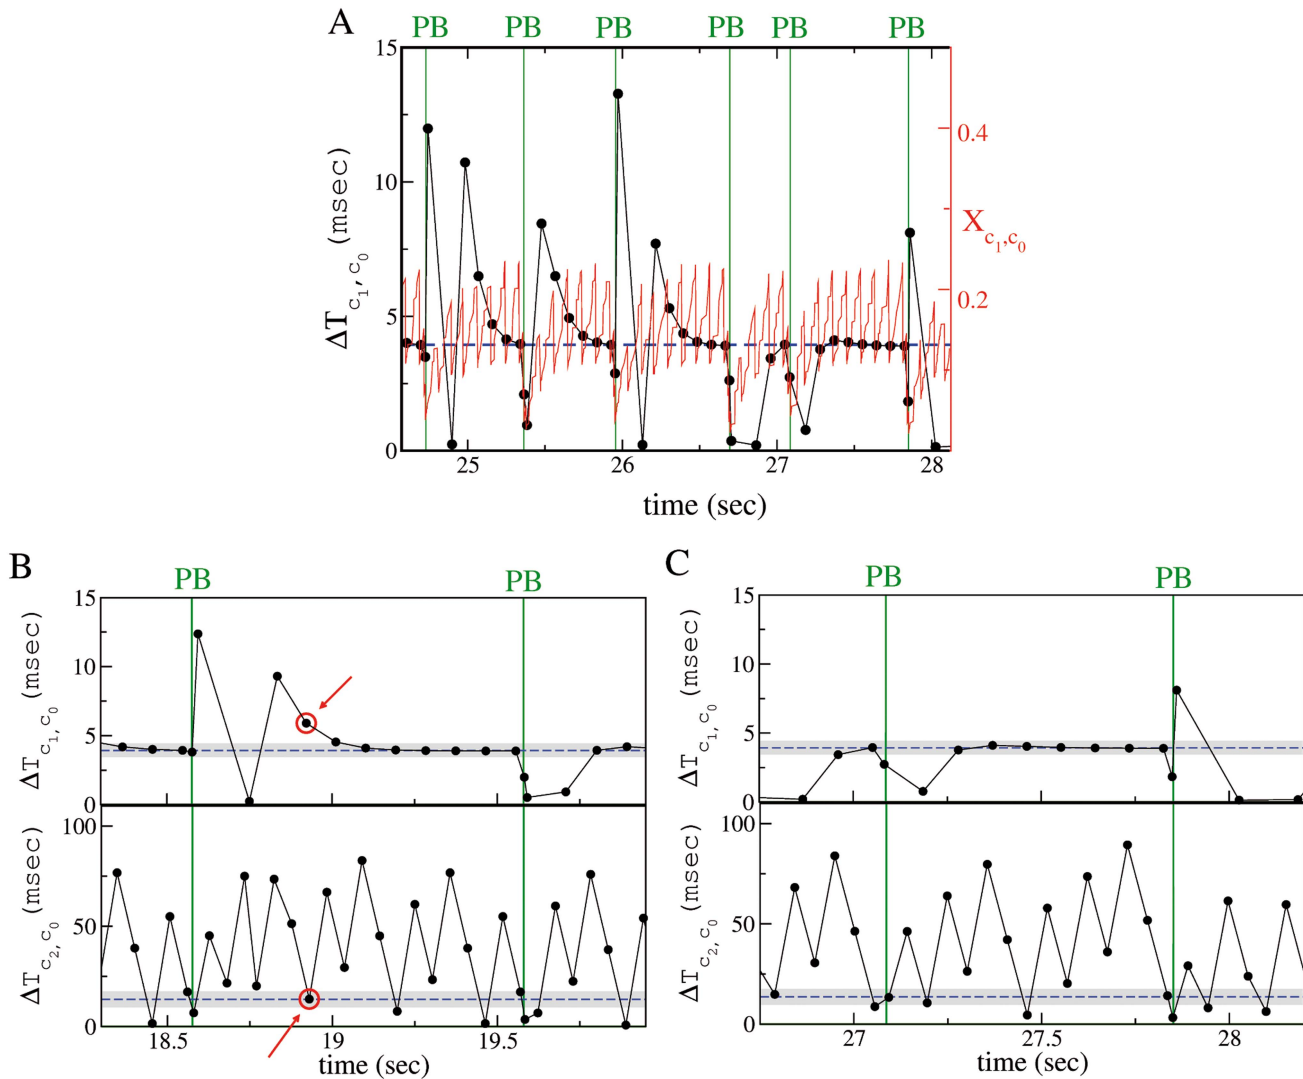 A
PB PB PB PB PB PB
15
10
5
0
ΔT c₁, c₀ (msec)
0.4
0.2
X c₁,c₀
25 26 27 28
time (sec)
B
PB PB
15
10
5
0
ΔT c₁, c₀ (msec)
100
50
0
ΔT c₂, c₀ (msec)
18.5 19 19.5
time (sec)
C
PB PB
15
10
5
0
ΔT c₁, c₀ (msec)
100
50
0
ΔT c₂, c₀ (msec)
27 27.5 28
time (sec)